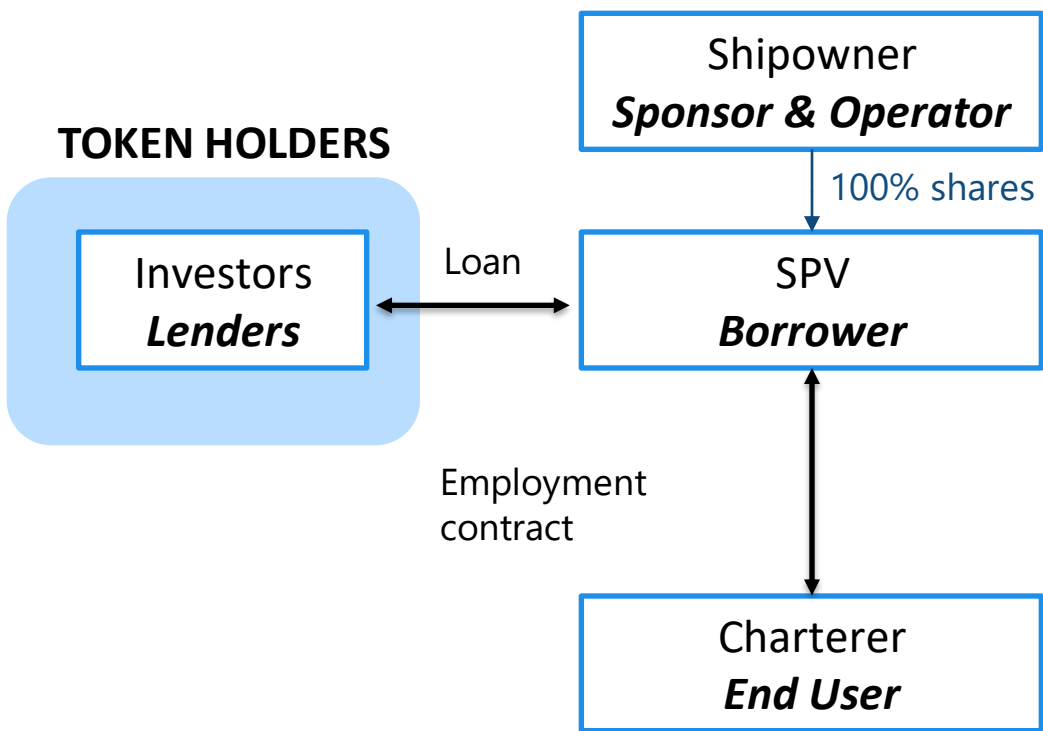 Shipowner
Sponsor & Operator
TOKEN HOLDERS
100% shares
Investors
Lenders
Loan
SPV
Borrower
Employment
contract
Charterer
End User